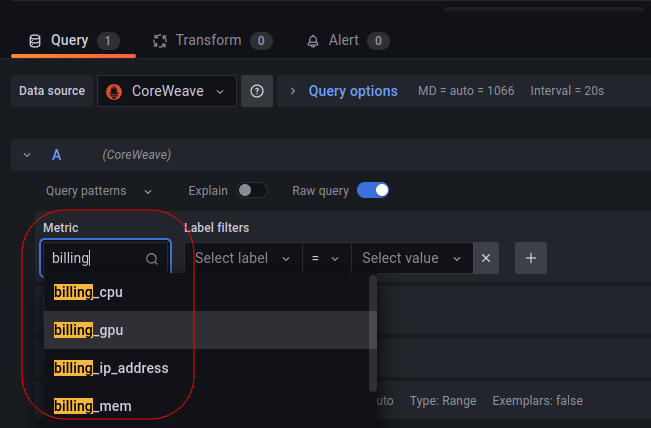 Query 1 Transform 0 Alert 0
Data source CoreWeave Query options MD = auto = 1066 Interval = 20s
A (CoreWeave)
Query patterns Explain Raw query
Metric Label filters
billing Select label = Select value × +
billing_cpu
billing_gpu
billing_ip_address
uto Type: Range Exemplars: false
billing_mem